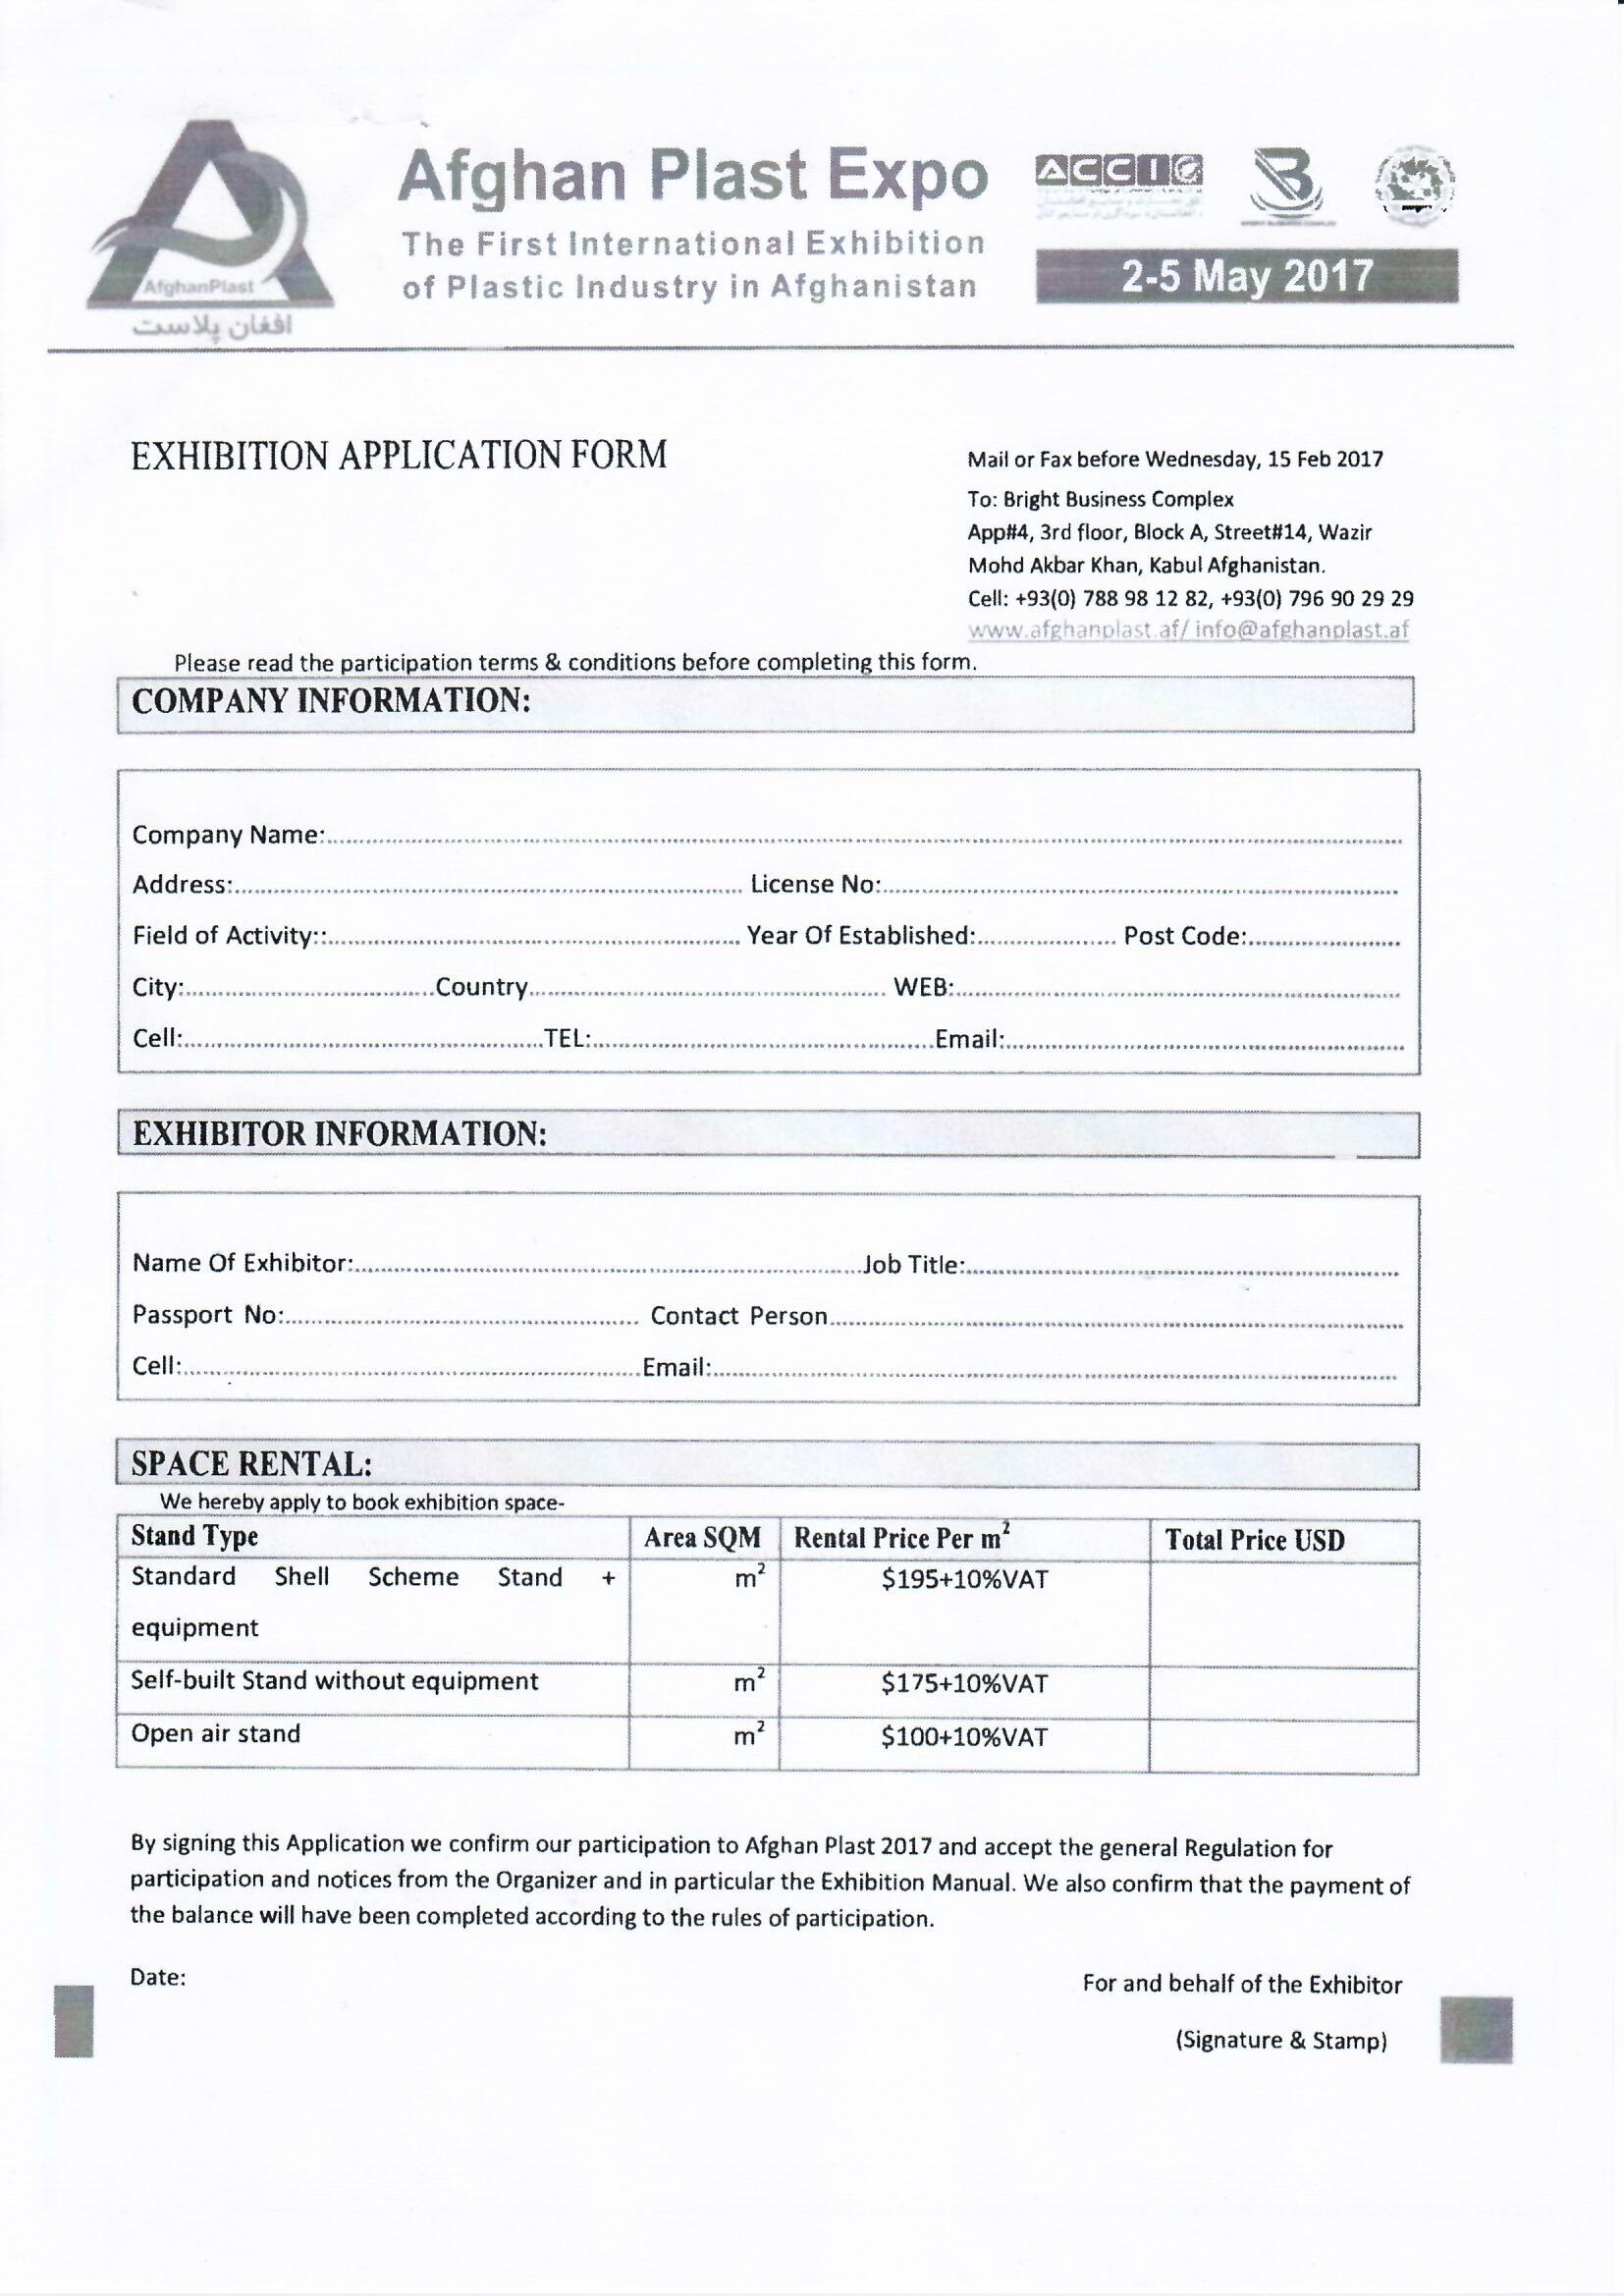 Afghan Plast Expo
The First International Exhibition
of Plastic Industry in Afghanistan
AfghanPlast
افغان پلاست
ACCI
2-5 May 2017
EXHIBITION APPLICATION FORM
Mail or Fax before Wednesday, 15 Feb 2017
To: Bright Business Complex
App#4, 3rd floor, Block A, Street#14, Wazir
Mohd Akbar Khan, Kabul Afghanistan.
Cell: +93(0) 788 98 12 82, +93(0) 796 90 29 29
www.afghanplast.af/ info@afghanplast.af
Please read the participation terms & conditions before completing this form.
COMPANY INFORMATION:
Company Name:
Address: License No:
Field of Activity:: Year Of Established: Post Code:
City: Country WEB:
Cell: TEL: Email:
EXHIBITOR INFORMATION:
Name Of Exhibitor: Job Title:
Passport No: Contact Person
Cell: Email:
SPACE RENTAL:
We hereby apply to book exhibition space-
Stand Type Area SQM Rental Price Per m² Total Price USD
Standard Shell Scheme Stand + m² $195+10%VAT
equipment
Self-built Stand without equipment m² $175+10%VAT
Open air stand m² $100+10%VAT
By signing this Application we confirm our participation to Afghan Plast 2017 and accept the general Regulation for
participation and notices from the Organizer and in particular the Exhibition Manual. We also confirm that the payment of
the balance will have been completed according to the rules of participation.
Date: For and behalf of the Exhibitor
(Signature & Stamp)